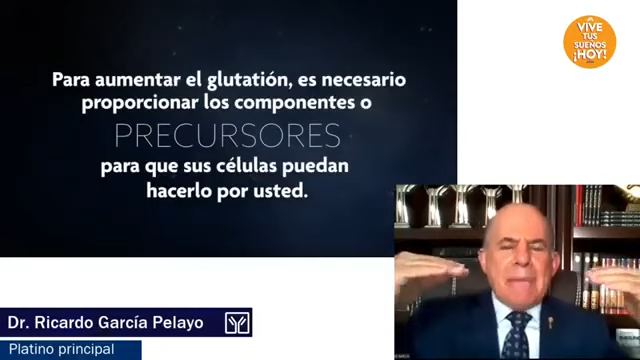 Para aumentar el glutatión, es necesario
proporcionar los componentes o
PRECURSORES
para que sus células puedan
hacerlo por usted.
VIVE
TUS
SUEÑOS
¡HOY!
Dr. Ricardo García Pelayo
Platino principal